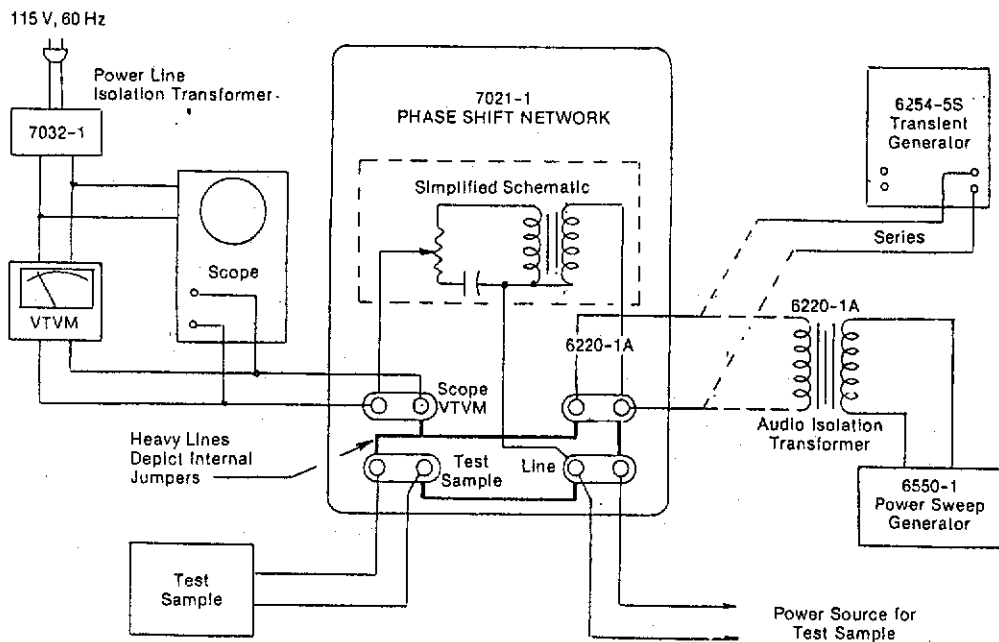 115 V, 60 Hz
Power Line
Isolation Transformer
7032-1
Scope
VTVM
7021-1
PHASE SHIFT NETWORK
Simplified Schematic
6254-5S
Transient
Generator
Series
6220-1A
6220-1A
Audio Isolation
Transformer
6550-1
Power Sweep
Generator
Scope
VTVM
Heavy Lines
Depict Internal
Jumpers
Test
Sample
Line
Test
Sample
Power Source for
Test Sample